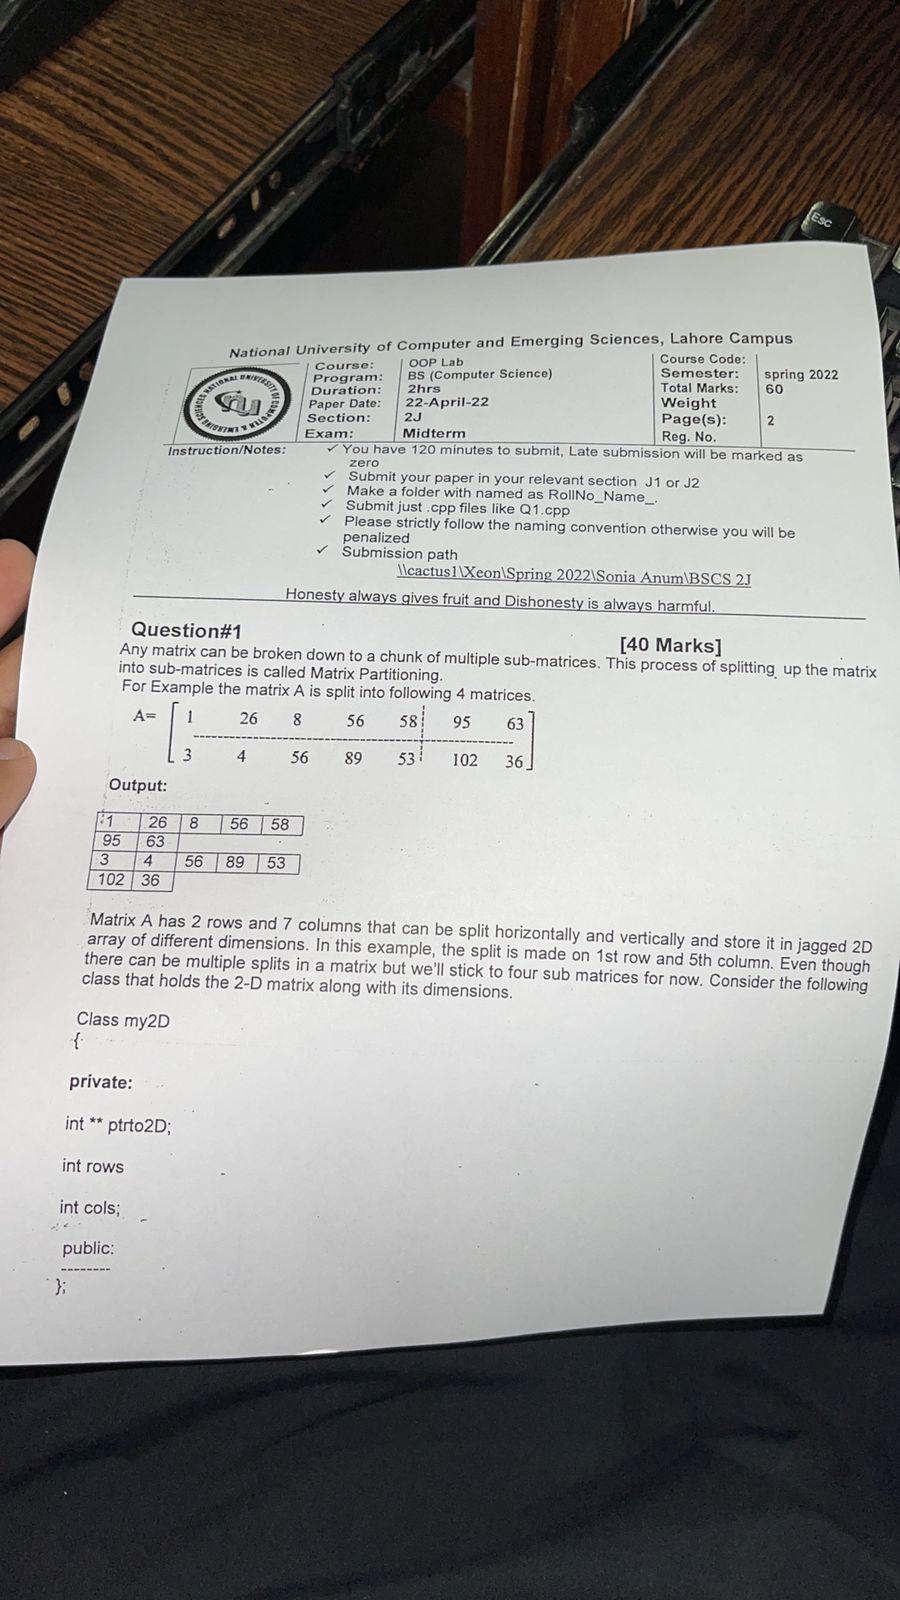 Esc
National University of Computer and Emerging Sciences, Lahore Campus
NATIONAL UNIVERSITY OF COMPUTER & EMERGING SCIENCES
nu
Course: OOP Lab Course Code:
Program: BS (Computer Science) Semester: spring 2022
Duration: 2hrs Total Marks: 60
Paper Date: 22-April-22 Weight
Section: 2J Page(s): 2
Exam: Midterm Reg. No.
Instruction/Notes: ✓ You have 120 minutes to submit, Late submission will be marked as
zero
✓ Submit your paper in your relevant section J1 or J2
✓ Make a folder with named as RollNo_Name_.
✓ Submit just .cpp files like Q1.cpp
✓ Please strictly follow the naming convention otherwise you will be
penalized
✓ Submission path
\\cactus1\Xeon\Spring 2022\Sonia Anum\BSCS 2J
Honesty always gives fruit and Dishonesty is always harmful.
Question#1 [40 Marks]
Any matrix can be broken down to a chunk of multiple sub-matrices. This process of splitting up the matrix
into sub-matrices is called Matrix Partitioning.
For Example the matrix A is split into following 4 matrices.
A= 1 26 8 56 58 95 63
3 4 56 89 53 102 36
Output:
1 26 8 56 58
95 63
3 4 56 89 53
102 36
Matrix A has 2 rows and 7 columns that can be split horizontally and vertically and store it in jagged 2D
array of different dimensions. In this example, the split is made on 1st row and 5th column. Even though
there can be multiple splits in a matrix but we'll stick to four sub matrices for now. Consider the following
class that holds the 2-D matrix along with its dimensions.
Class my2D
{
private:
int ** ptrto2D;
int rows
int cols;
public:
--------
};